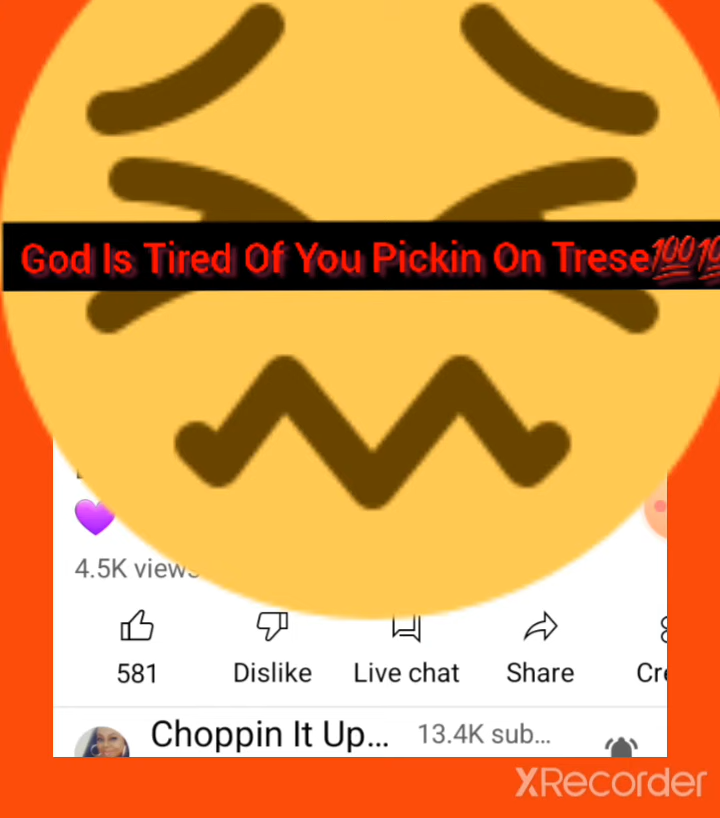 God Is Tired Of You Pickin On Trese💯💯
💜
4.5K views
581 Dislike Live chat Share
Choppin It Up... 13.4K sub...
XRecorder